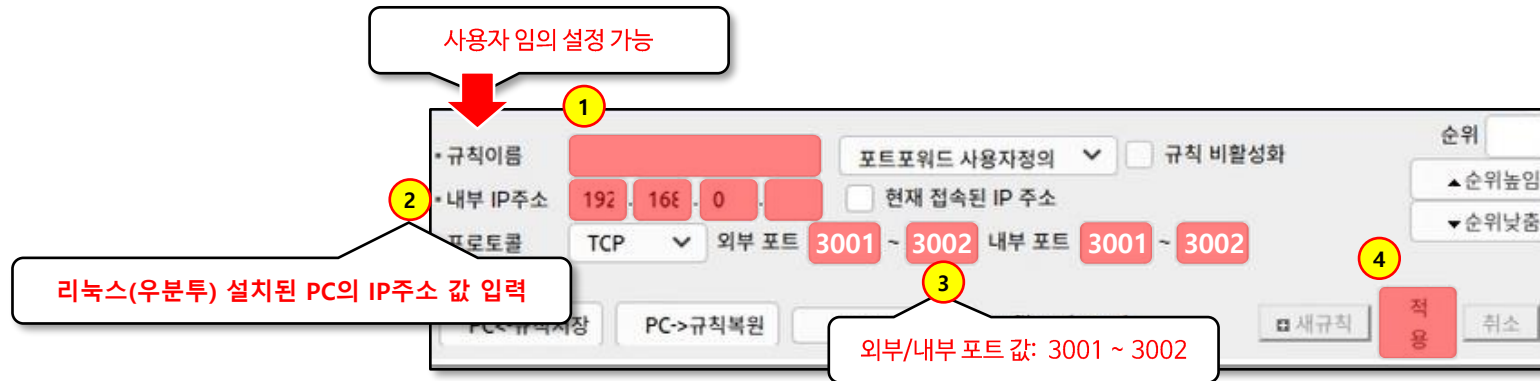 사용자 임의 설정 가능
1
규칙이름
포트포워드 사용자정의
규칙 비활성화
순위
2
내부 IP주소
192 . 168 . 0 .
현재 접속된 IP 주소
▲순위높임
▼순위낮춤
프로토콜
TCP
외부 포트
3001 ~ 3002
내부 포트
3001 ~ 3002
리눅스(우분투) 설치된 PC의 IP주소 값 입력
3
4
PC<-규칙저장
PC->규칙복원
외부/내부 포트 값: 3001 ~ 3002
새규칙
적용
취소